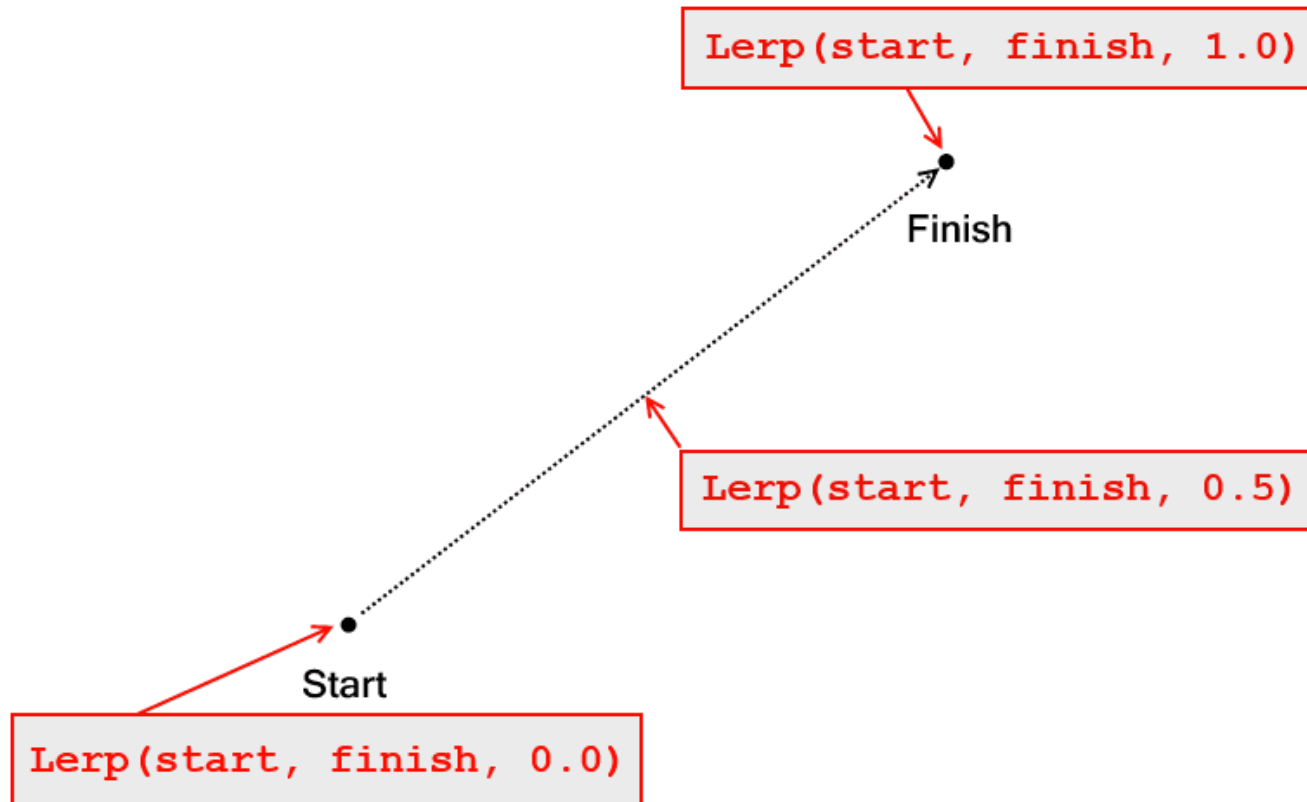 Lerp(start, finish, 1.0)
Finish
Lerp(start, finish, 0.5)
Start
Lerp(start, finish, 0.0)